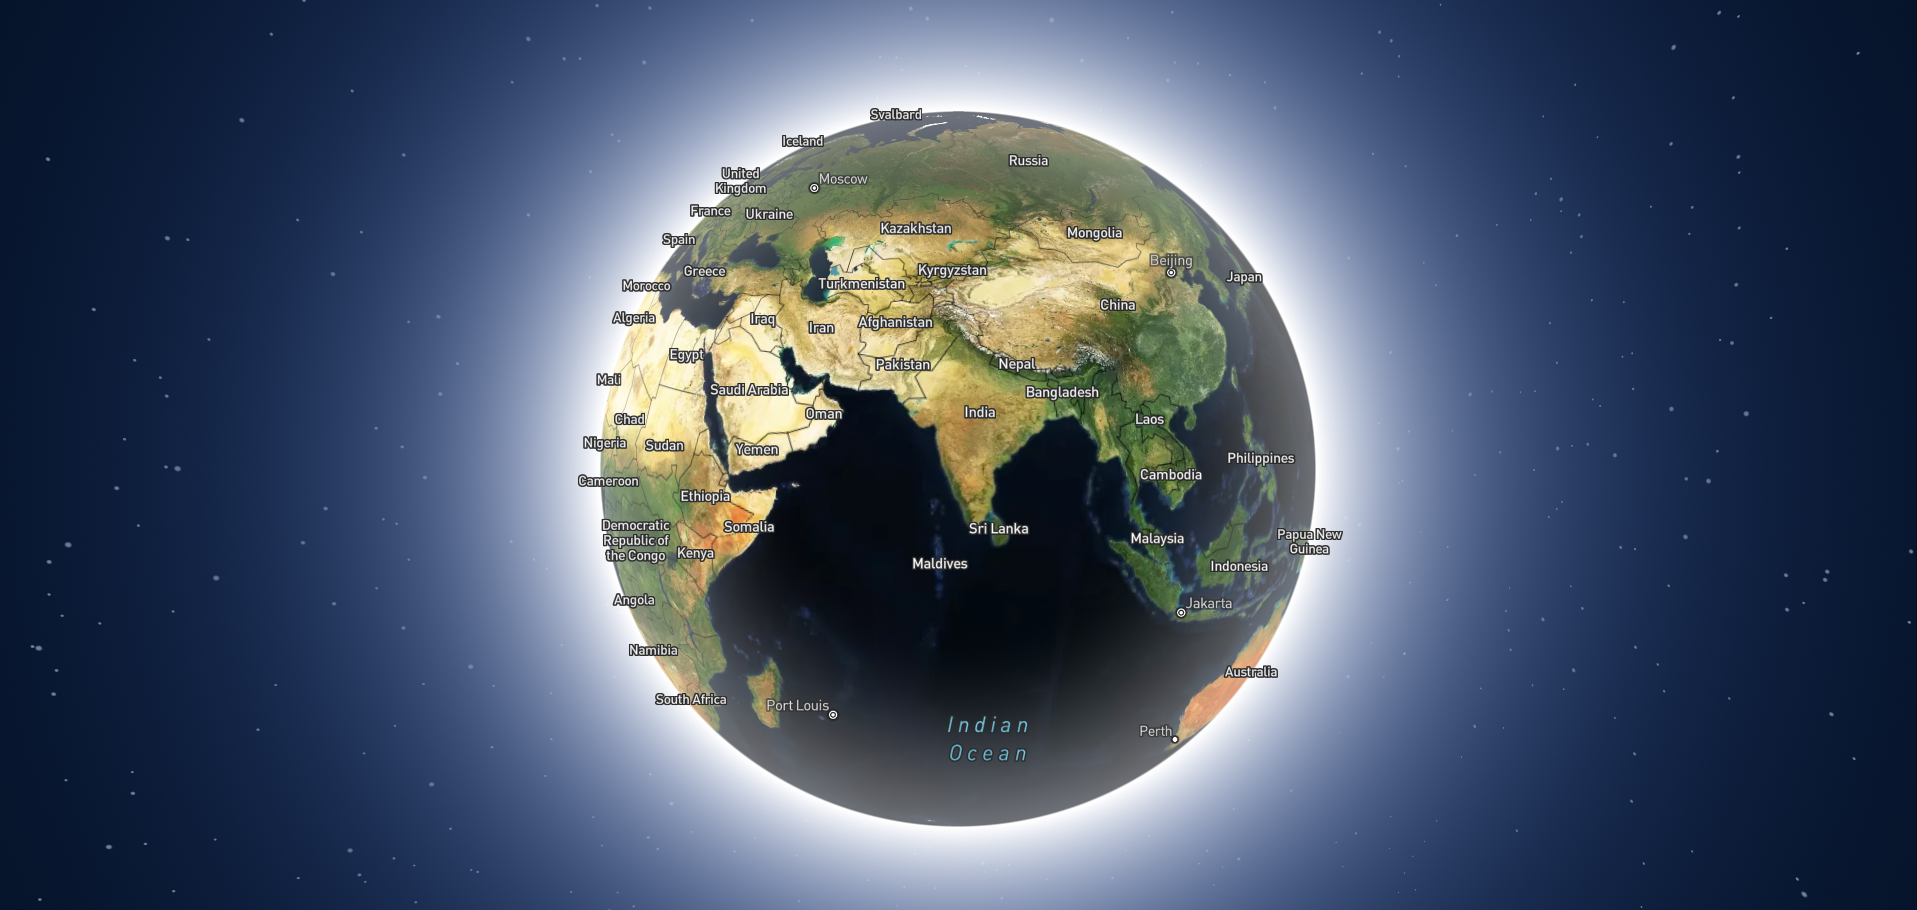 Svalbard
Iceland
Russia
United
Kingdom
Moscow
France
Ukraine
Kazakhstan
Mongolia
Spain
Beijing
Greece
Kyrgyzstan
Japan
Morocco
Turkmenistan
China
Algeria
Iraq
Iran
Afghanistan
Egypt
Pakistan
Nepal
Mali
Saudi Arabia
Bangladesh
Oman
India
Chad
Laos
Nigeria
Sudan
Yemen
Philippines
Cameroon
Cambodia
Ethiopia
Democratic
Republic of
the Congo
Somalia
Sri Lanka
Kenya
Malaysia
Papua New
Guinea
Maldives
Indonesia
Angola
Jakarta
Namibia
Australia
South Africa
Port Louis
Indian
Ocean
Perth